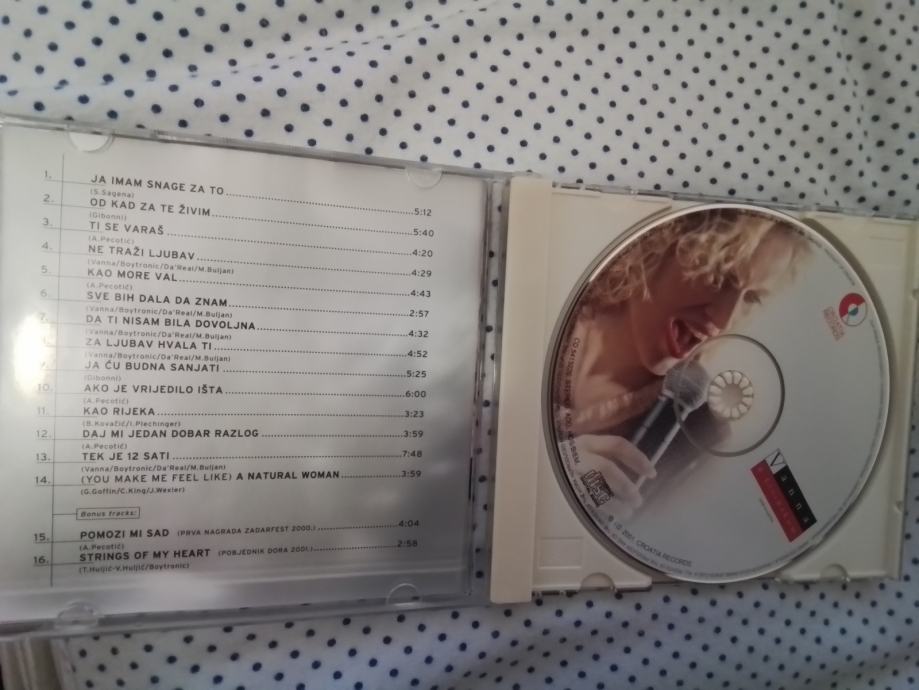 1. JA IMAM SNAGE ZA TO 5:12
(S.Sagena)
2. OD KAD ZA TE ŽIVIM 5:40
(Gibonni)
3. TI SE VARAŠ 4:20
(A.Pecotić)
4. NE TRAŽI LJUBAV 4:29
(Vanna/Boytronic/Da'Real/M.Buljan)
5. KAO MORE VAL 4:43
(A.Pecotić)
6. SVE BIH DALA DA ZNAM 2:57
(Vanna/Boytronic/Da'Real/M.Buljan)
7. DA TI NISAM BILA DOVOLJNA 4:32
(Vanna/Boytronic/Da'Real/M.Buljan)
ZA LJUBAV HVALA TI 4:52
(Vanna/Boytronic/Da'Real/M.Buljan)
JA ĆU BUDNA SANJATI 5:25
(Gibonni)
10. AKO JE VRIJEDILO IŠTA 6:00
(A.Pecotić)
11. KAO RIJEKA 3:23
(B.Kovačić/I.Plechinger)
12. DAJ MI JEDAN DOBAR RAZLOG 3:59
(A.Pecotić)
13. TEK JE 12 SATI 7:48
(Vanna/Boytronic/Da'Real/M.Buljan)
14. (YOU MAKE ME FEEL LIKE) A NATURAL WOMAN 3:59
(G.Goffin/C.King/J.Wexler)
Bonus tracks:
15. POMOZI MI SAD (PRVA NAGRADA ZADARFEST 2000.) 4:04
(A.Pecotić)
16. STRINGS OF MY HEART (POBJEDNIK DORA 2001.) 2:58
(T.Huljić-V.Huljić/Boytronic)
Vanna
2001. CROATIA RECORDS